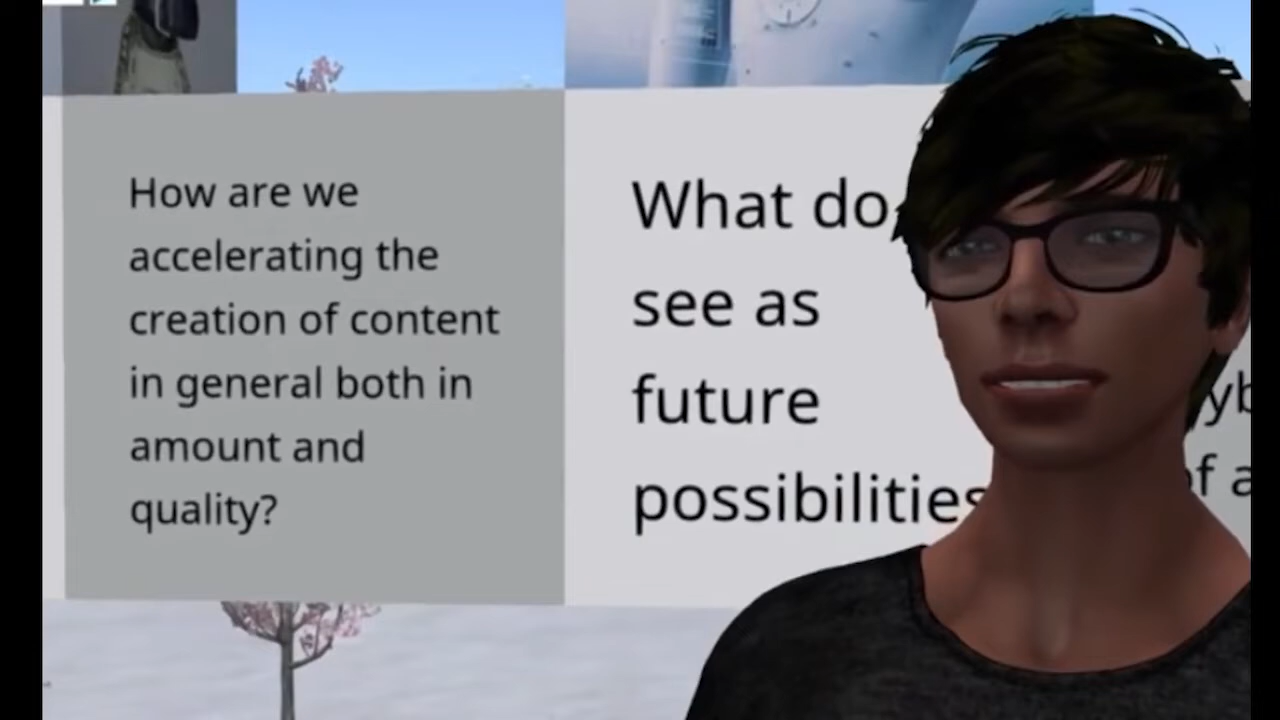 How are we
accelerating the
creation of content
in general both in
amount and
quality?
What do
see as
future
possibilities
of a